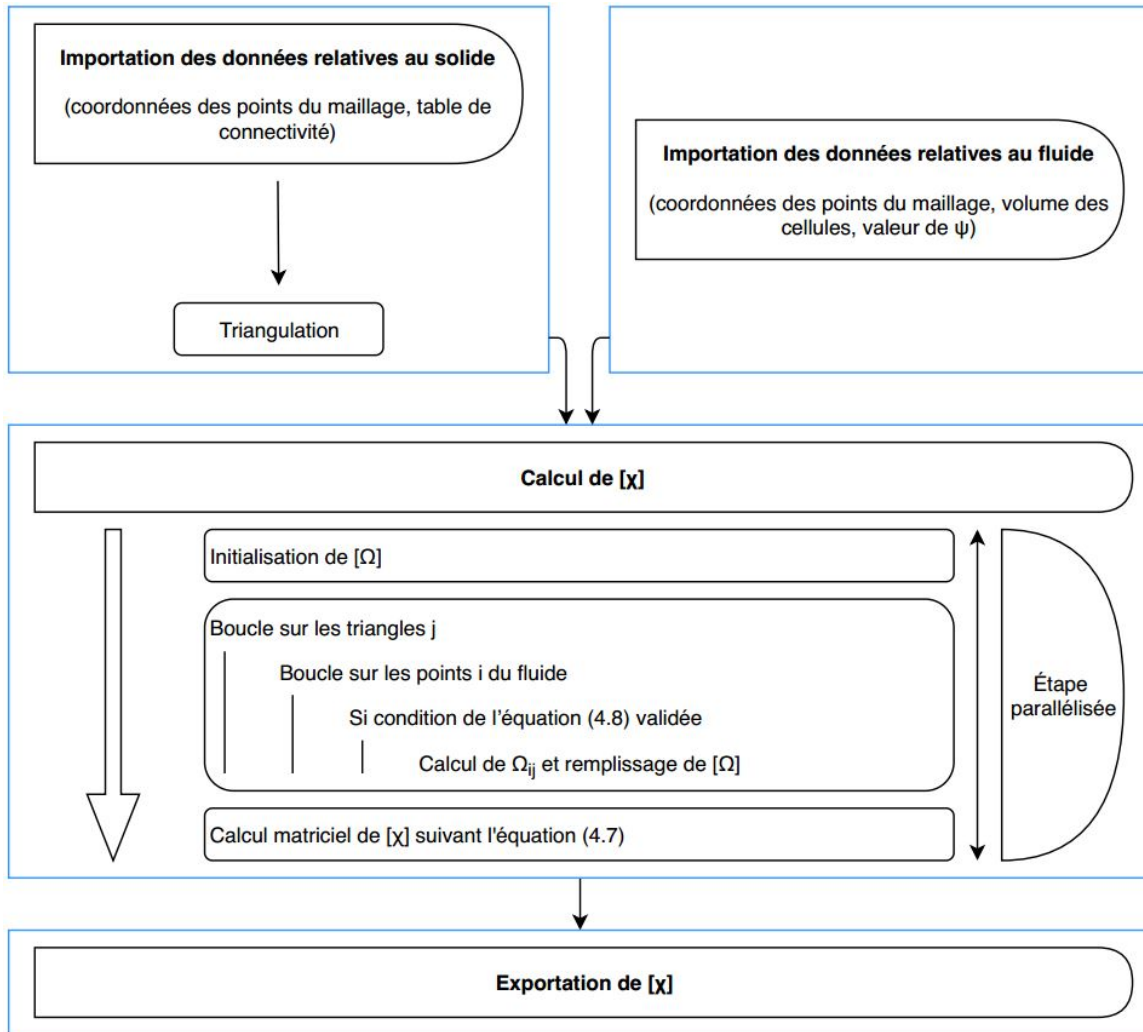 Importation des données relatives au solide
(coordonnées des points du maillage, table de
connectivité)
Triangulation
Importation des données relatives au fluide
(coordonnées des points du maillage, volume des
cellules, valeur de ψ)
Calcul de [χ]
Initialisation de [Ω]
Boucle sur les triangles j
Boucle sur les points i du fluide
Si condition de l'équation (4.8) validée
Calcul de Ωij et remplissage de [Ω]
Calcul matriciel de [χ] suivant l'équation (4.7)
Étape
parallélisée
Exportation de [χ]